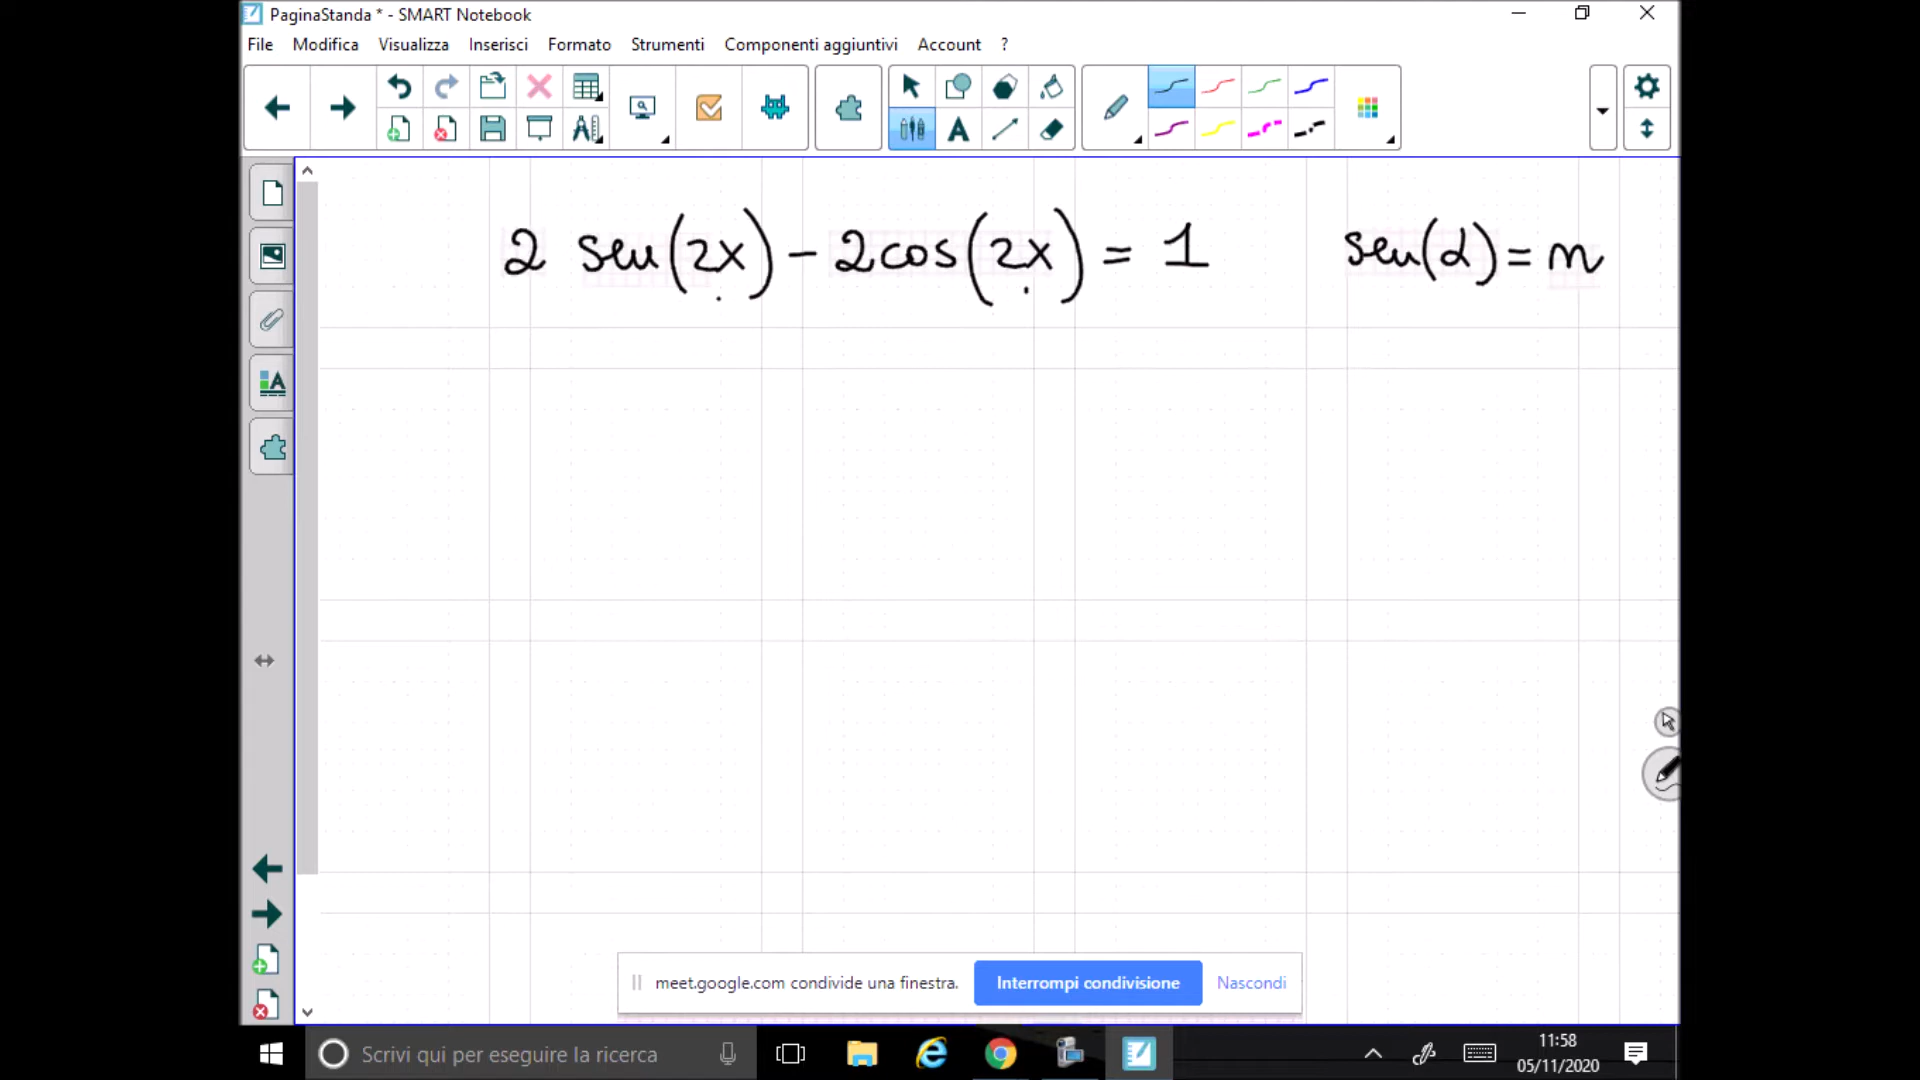 PaginaStanda * - SMART Notebook
File Modifica Visualizza Inserisci Formato Strumenti Componenti aggiuntivi Account ?
2 sen(2x) - 2cos(2x) = 1 sen(α) = m
meet.google.com condivide una finestra. Interrompi condivisione Nascondi
Scrivi qui per eseguire la ricerca
11:58
05/11/2020